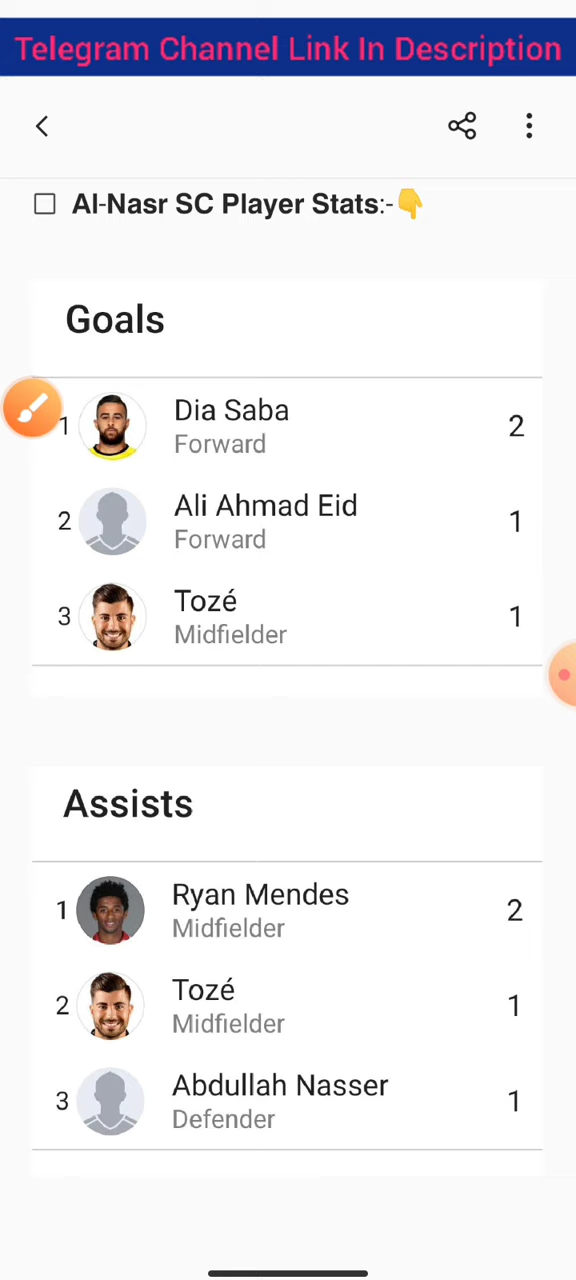 Telegram Channel Link In Description
Al-Nasr SC Player Stats:-👇
Goals
1 Dia Saba 2
Forward
2 Ali Ahmad Eid 1
Forward
3 Tozé 1
Midfielder
Assists
1 Ryan Mendes 2
Midfielder
2 Tozé 1
Midfielder
3 Abdullah Nasser 1
Defender